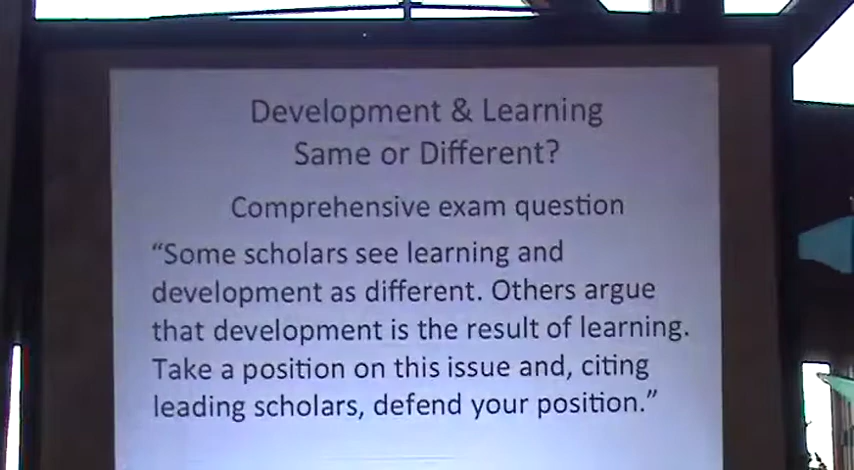 Development & Learning
Same or Different?
Comprehensive exam question
“Some scholars see learning and
development as different. Others argue
that development is the result of learning.
Take a position on this issue and, citing
leading scholars, defend your position.”